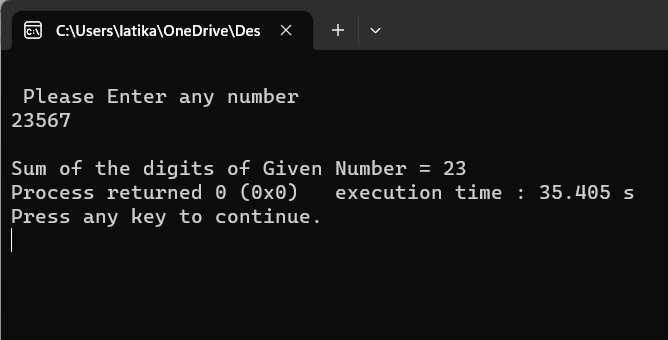 C:\Users\latika\OneDrive\Des
Please Enter any number
23567
Sum of the digits of Given Number = 23
Process returned 0 (0x0)   execution time : 35.405 s
Press any key to continue.